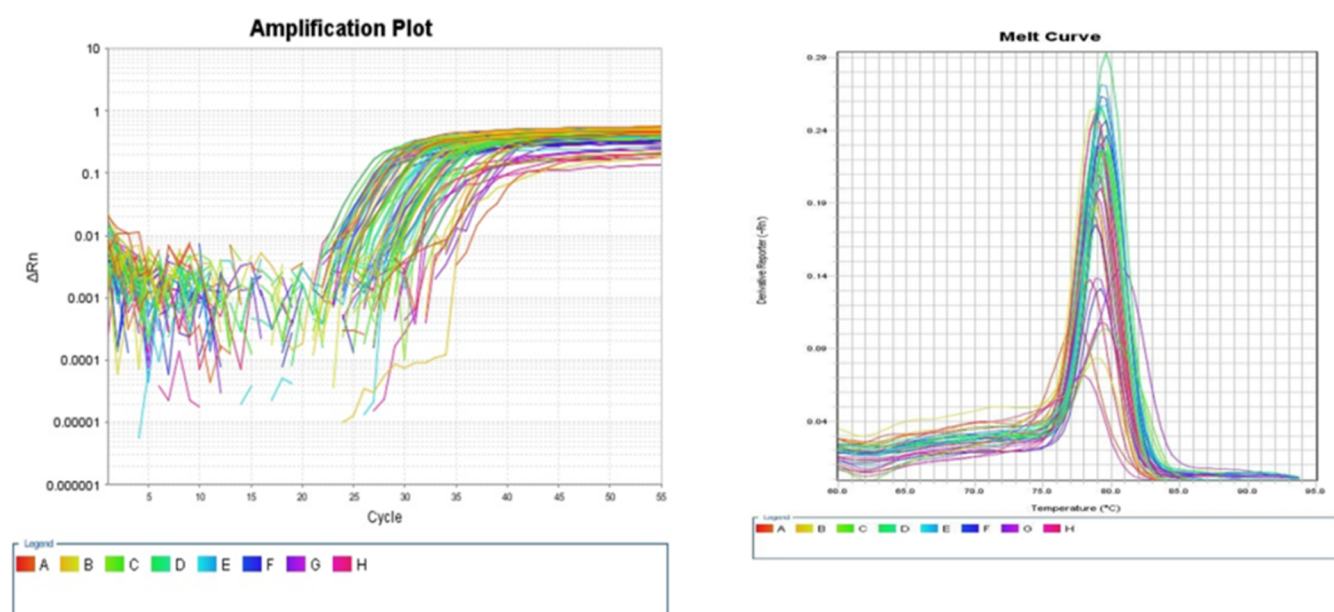 Amplification Plot
10
1
0.1
0.01
0.001
0.0001
0.00001
0.000001
ΔRn
5 10 15 20 25 30 35 40 45 50 55
Cycle
Legend
A B C D E F G H
Melt Curve
0.29
0.24
0.19
0.14
0.09
0.04
Derivative Reporter (-Rn)
60.0 65.0 70.0 75.0 80.0 85.0 90.0 95.0
Temperature (°C)
Legend
A B C D E F G H